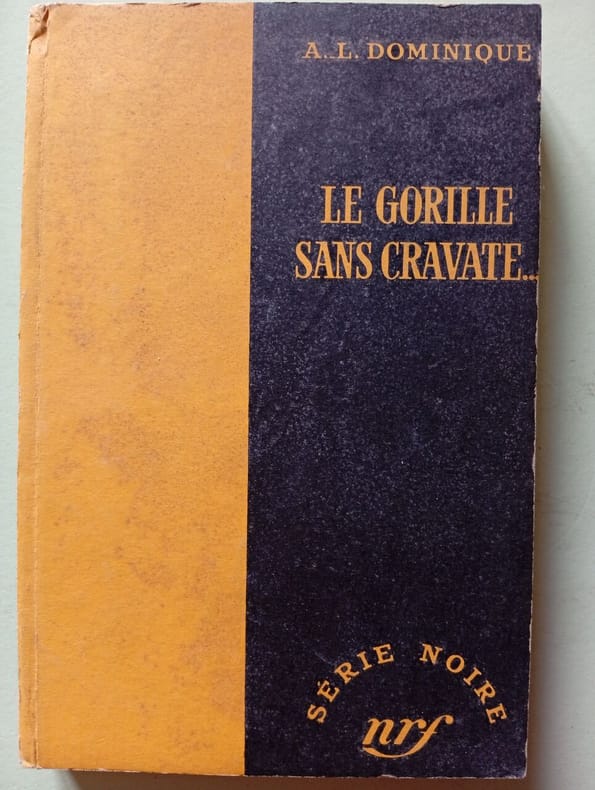 A.-L. DOMINIQUE
LE GORILLE
SANS CRAVATE...
SÉRIE NOIRE
nrf